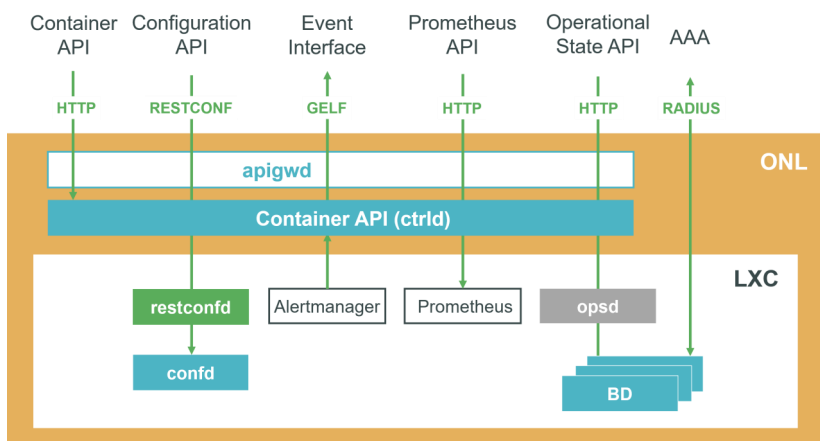 Container
API
Configuration
API
Event
Interface
Prometheus
API
Operational
State API
AAA
HTTP
RESTCONF
GELF
HTTP
HTTP
RADIUS
apigwd
ONL
Container API (ctrld)
LXC
restconfd
Alertmanager
Prometheus
opsd
confd
BD